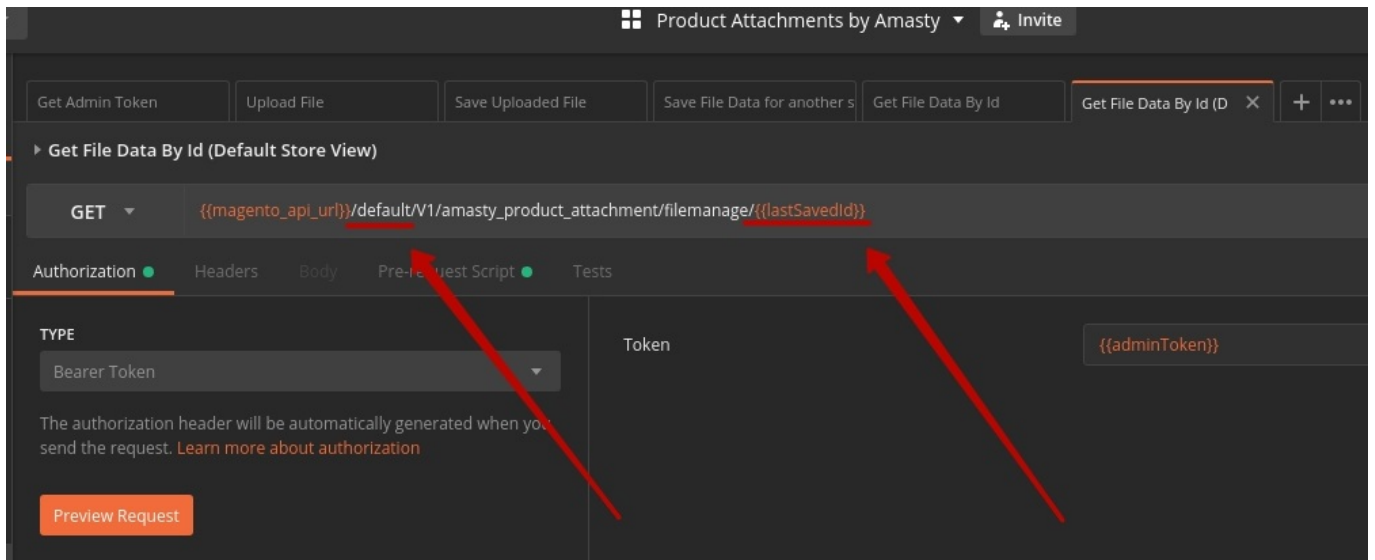 Product Attachments by Amasty Invite
Get Admin Token Upload File Save Uploaded File Save File Data for another s Get File Data By Id Get File Data By Id (D
Get File Data By Id (Default Store View)
GET {{magento_api_url}}/default/V1/amasty_product_attachment/filemanage/{{lastSavedId}}
Authorization Headers Body Pre-request Script Tests
TYPE
Token {{adminToken}}
Bearer Token
The authorization header will be automatically generated when you
send the request. Learn more about authorization
Preview Request